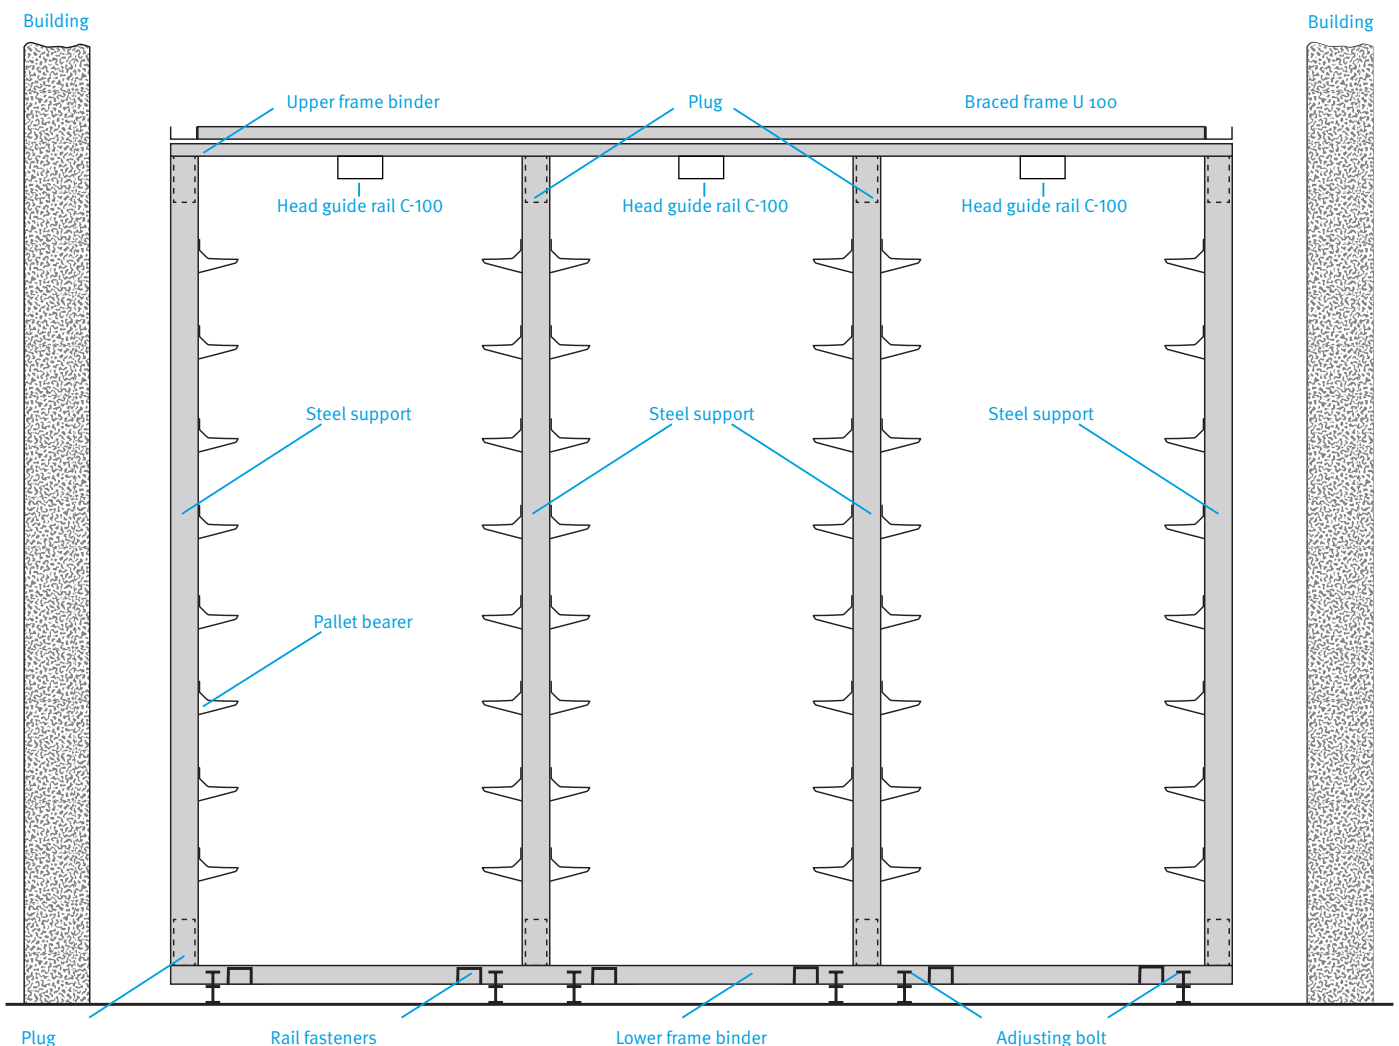 Building
Building
Upper frame binder
Plug
Braced frame U 100
Head guide rail C-100
Head guide rail C-100
Head guide rail C-100
Steel support
Steel support
Steel support
Pallet bearer
Plug
Rail fasteners
Lower frame binder
Adjusting bolt